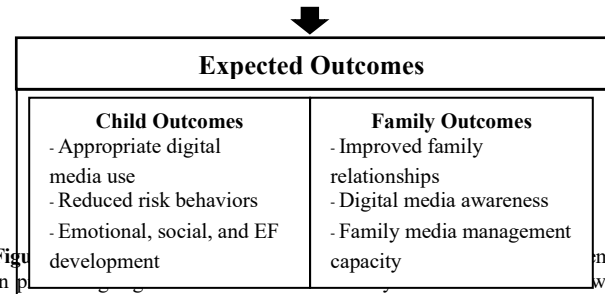 Expected Outcomes
Child Outcomes
- Appropriate digital
media use
- Reduced risk behaviors
- Emotional, social, and EF
development
Family Outcomes
- Improved family
relationships
- Digital media awareness
- Family media management
capacity